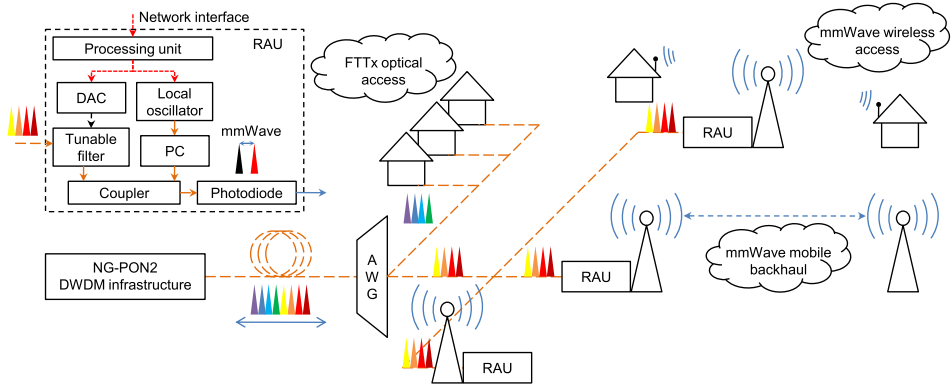 Network interface
Processing unit
RAU
DAC
Local
oscillator
mmWave
Tunable
filter
PC
Coupler
Photodiode
FTTx optical
access
mmWave wireless
access
RAU
NG-PON2
DWDM infrastructure
A
W
G
RAU
mmWave mobile
backhaul
RAU